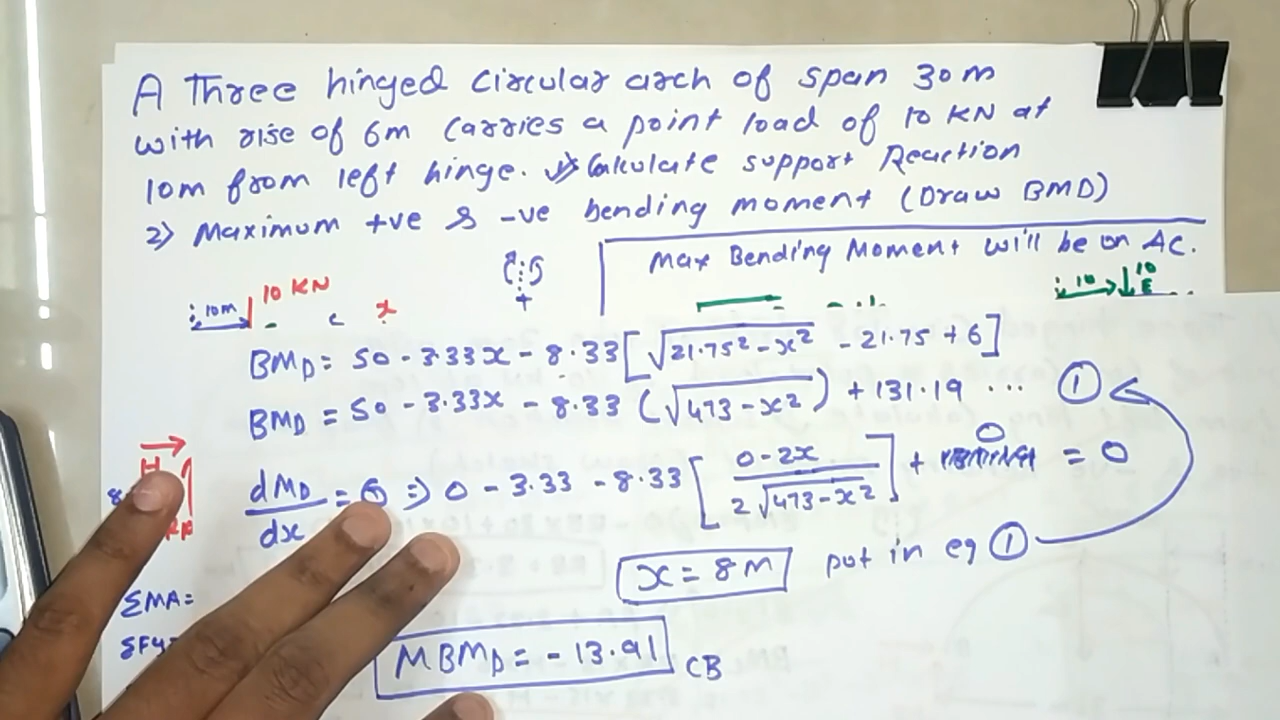 A Three hinged circular arch of span 30m
with rise of 6m carries a point load of 10 KN at
10m from left hinge. 1) Calculate support Reaction
2) Maximum +ve & -ve bending moment (Draw BMD)
Max Bending Moment will be on AC.
10m 10 KN x
+
10 10
E
BMD = 50 - 3.33x - 8.33[√21.75² - x² - 21.75 + 6]
BMD = 50 - 3.33x - 8.33 (√473 - x²) + 131.19 ... ①
dMD/dx = 0 ⇒ 0 - 3.33 - 8.33 [0 - 2x / 2√473 - x²] + 0 = 0
x = 8m put in eq ①
MBMD = -13.91 CB
H
ΣMA=
ΣFy=